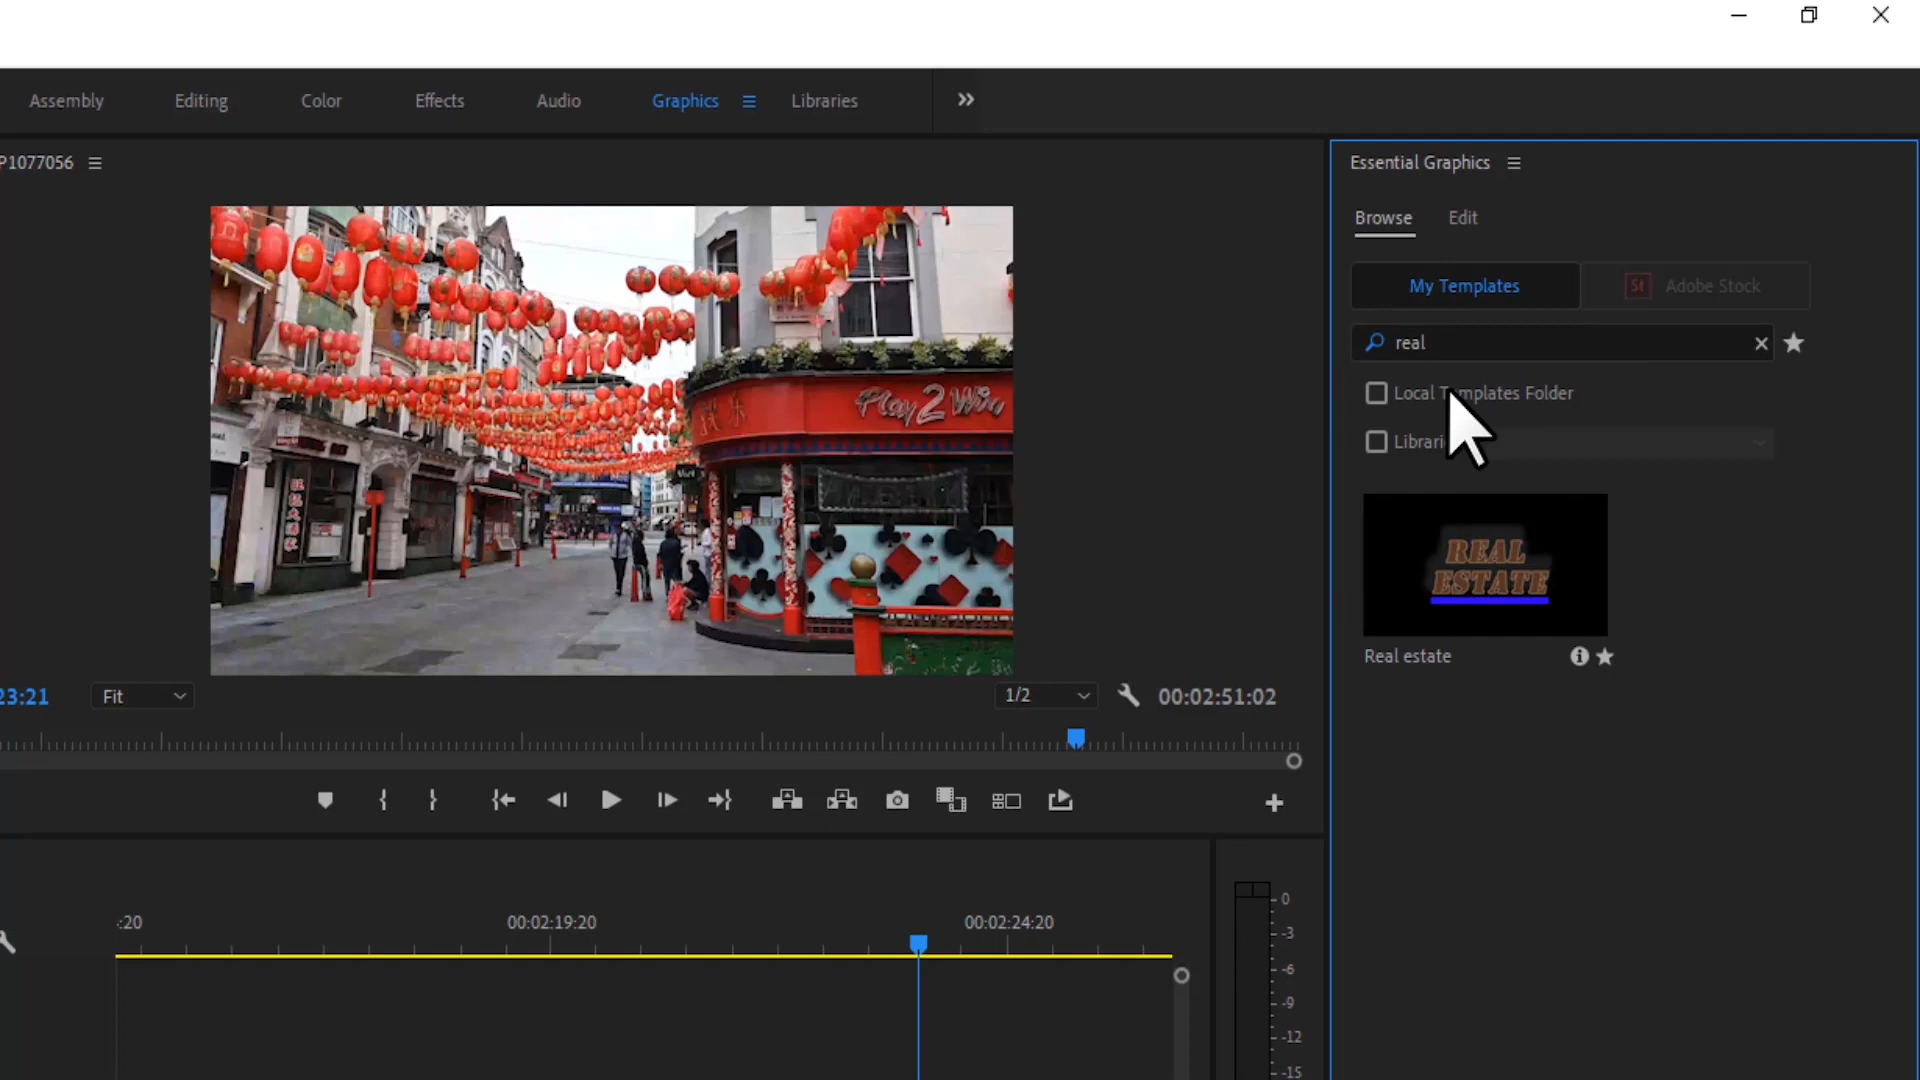 Assembly
Editing
Color
Effects
Audio
Graphics
Libraries
P1077056
Essential Graphics
Browse
Edit
My Templates
St Adobe Stock
real
Local Templates Folder
REAL
ESTATE
Real estate
Play 2 Win
23:21
Fit
1/2
00:02:51:02
:20
00:02:19:20
00:02:24:20
0
-3
-6
-9
-12
-15